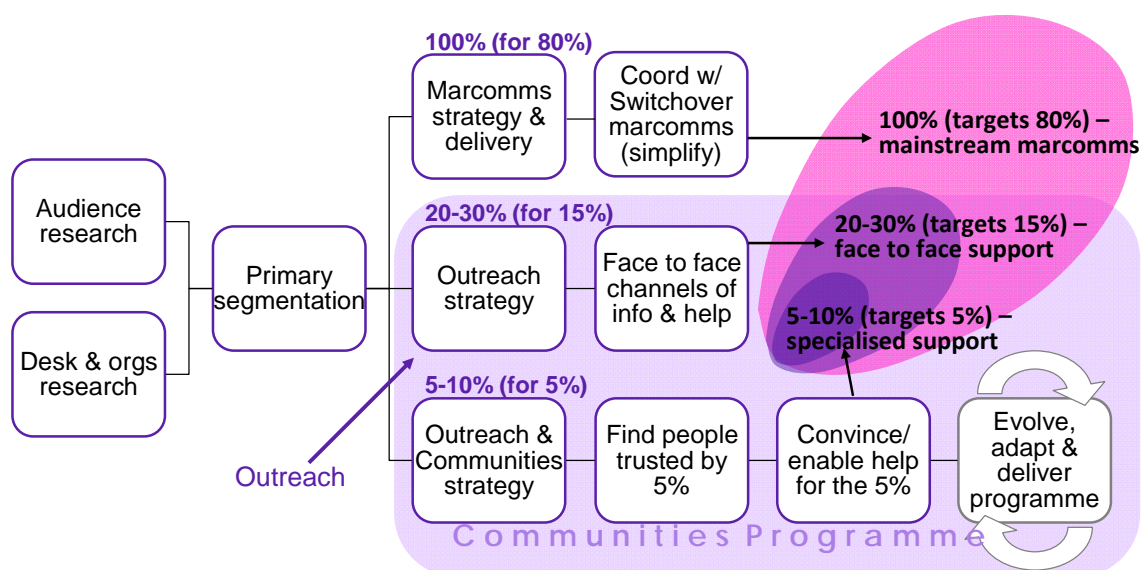 100% (for 80%)
Marcomms
strategy &
delivery
Coord w/
Switchover
marcomms
(simplify)
100% (targets 80%) –
mainstream marcomms
Audience
research
Desk & orgs
research
Primary
segmentation
20-30% (for 15%)
Outreach
strategy
Face to face
channels of
info & help
20-30% (targets 15%) –
face to face support
5-10% (targets 5%) –
specialised support
Outreach
5-10% (for 5%)
Outreach &
Communities
strategy
Find people
trusted by
5%
Convince/
enable help
for the 5%
Evolve,
adapt &
deliver
programme
Communities Programme